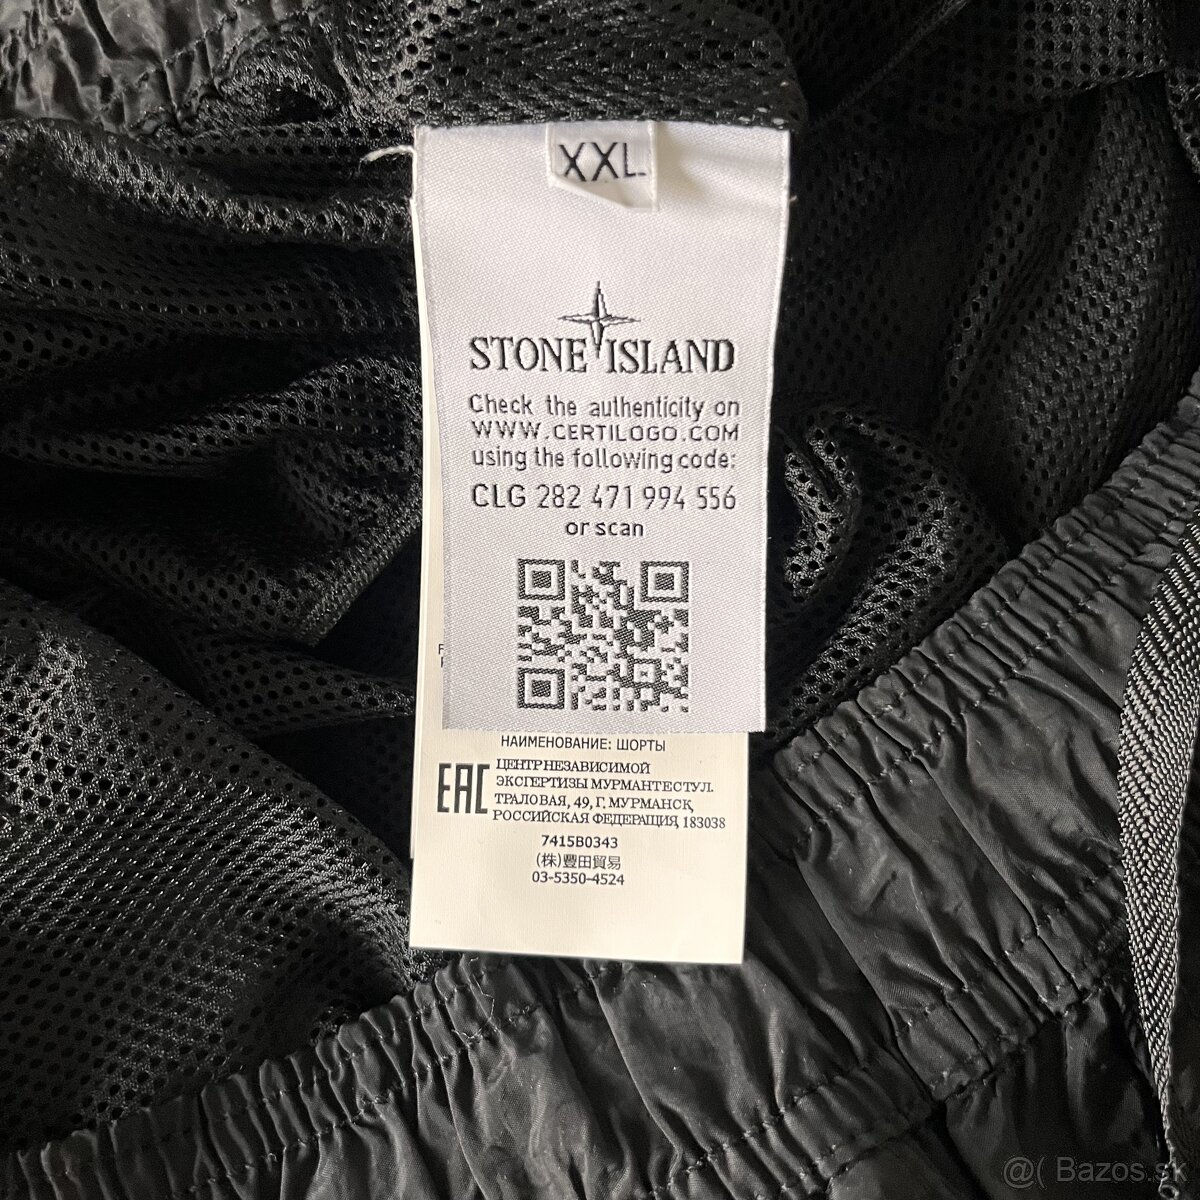 XXL
STONE ISLAND
Check the authenticity on
WWW.CERTILOGO.COM
using the following code:
CLG 282 471 994 556
or scan
НАИМЕНОВАНИЕ: ШОРТЫ
EAC
ЦЕНТР НЕЗАВИСИМОЙ
ЭКСПЕРТИЗЫ МУРМАНТЕСТУЛ.
ТРАЛОВАЯ, 49, Г. МУРМАНСК,
РОССИЙСКАЯ ФЕДЕРАЦИЯ, 183038
7415B0343
(株)豊田貿易
03-5350-4524
@( Bazos.sk